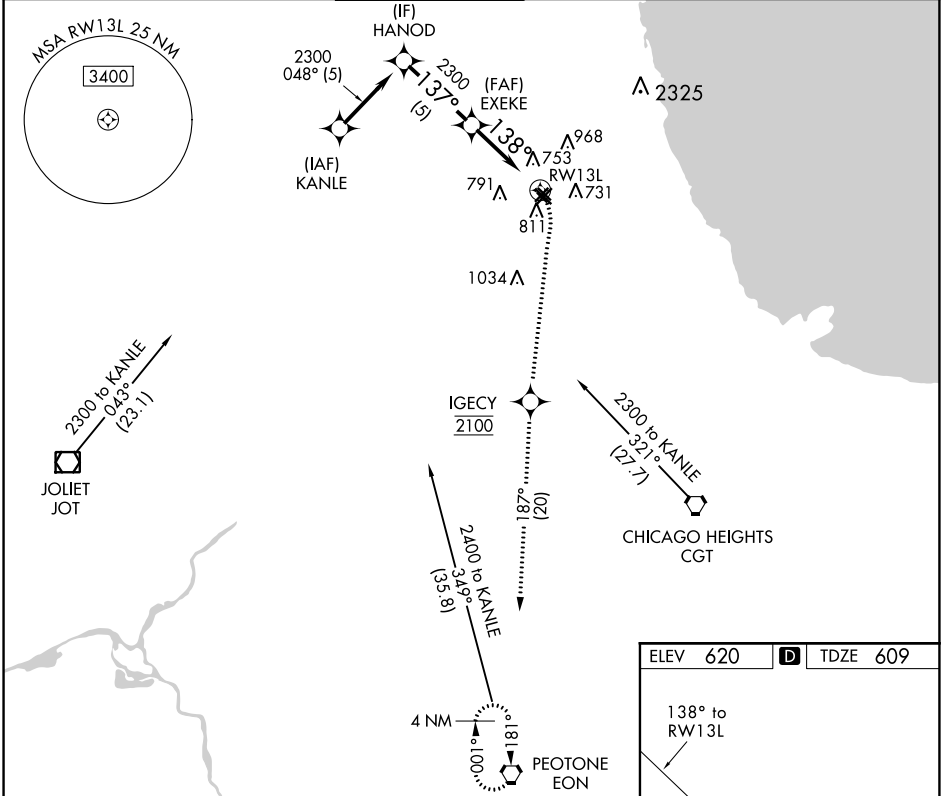 MSA RW13L 25 NM
3400
(IF)
HANOD
2300
048° (5)
2300
137°
(5)
(FAF)
EXEKE
138°
(IAF)
KANLE
2325
968
753
RW13L
791
731
811
1034
2300 to KANLE
043°
(23.1)
JOLIET
JOT
IGECY
2100
2300 to KANLE
321°
(27.7)
CHICAGO HEIGHTS
CGT
187°
(20)
2400 to KANLE
349°
(35.8)
4 NM
181°
001°
PEOTONE
EON
ELEV 620 D TDZE 609
138° to
RW13L